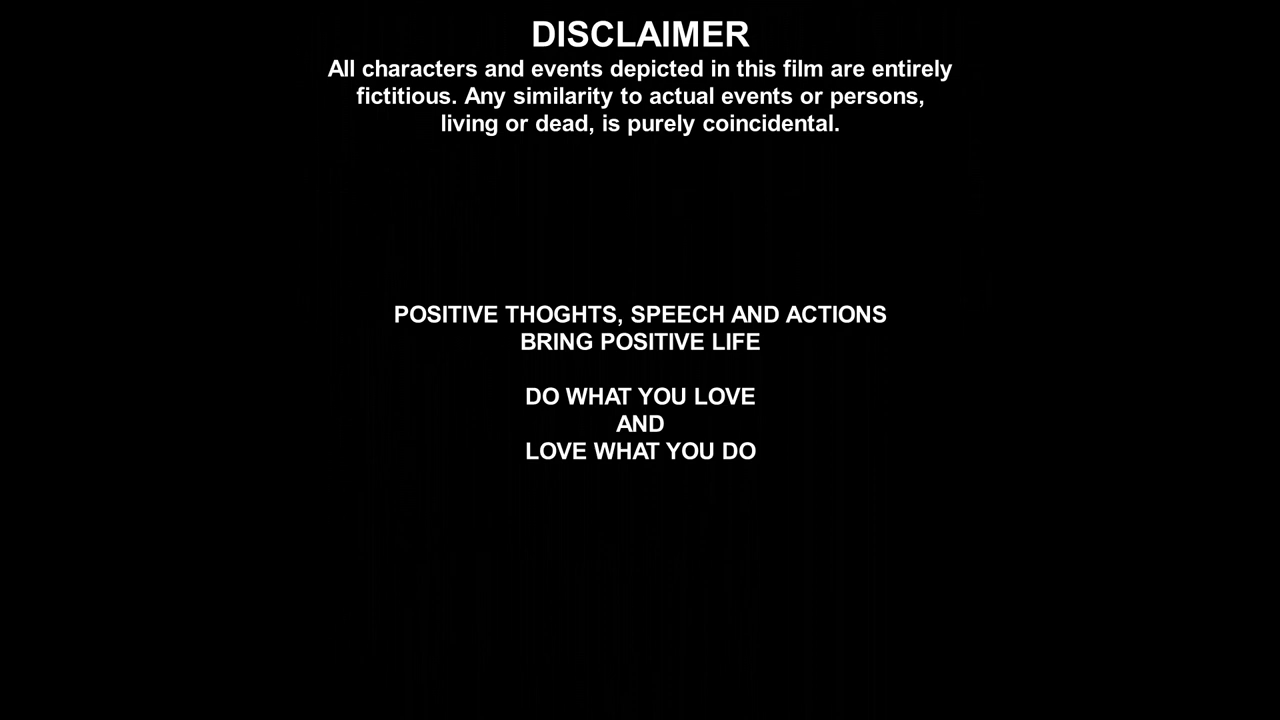 DISCLAIMER
All characters and events depicted in this film are entirely
fictitious. Any similarity to actual events or persons,
living or dead, is purely coincidental.
POSITIVE THOGHTS, SPEECH AND ACTIONS
BRING POSITIVE LIFE
DO WHAT YOU LOVE
AND
LOVE WHAT YOU DO